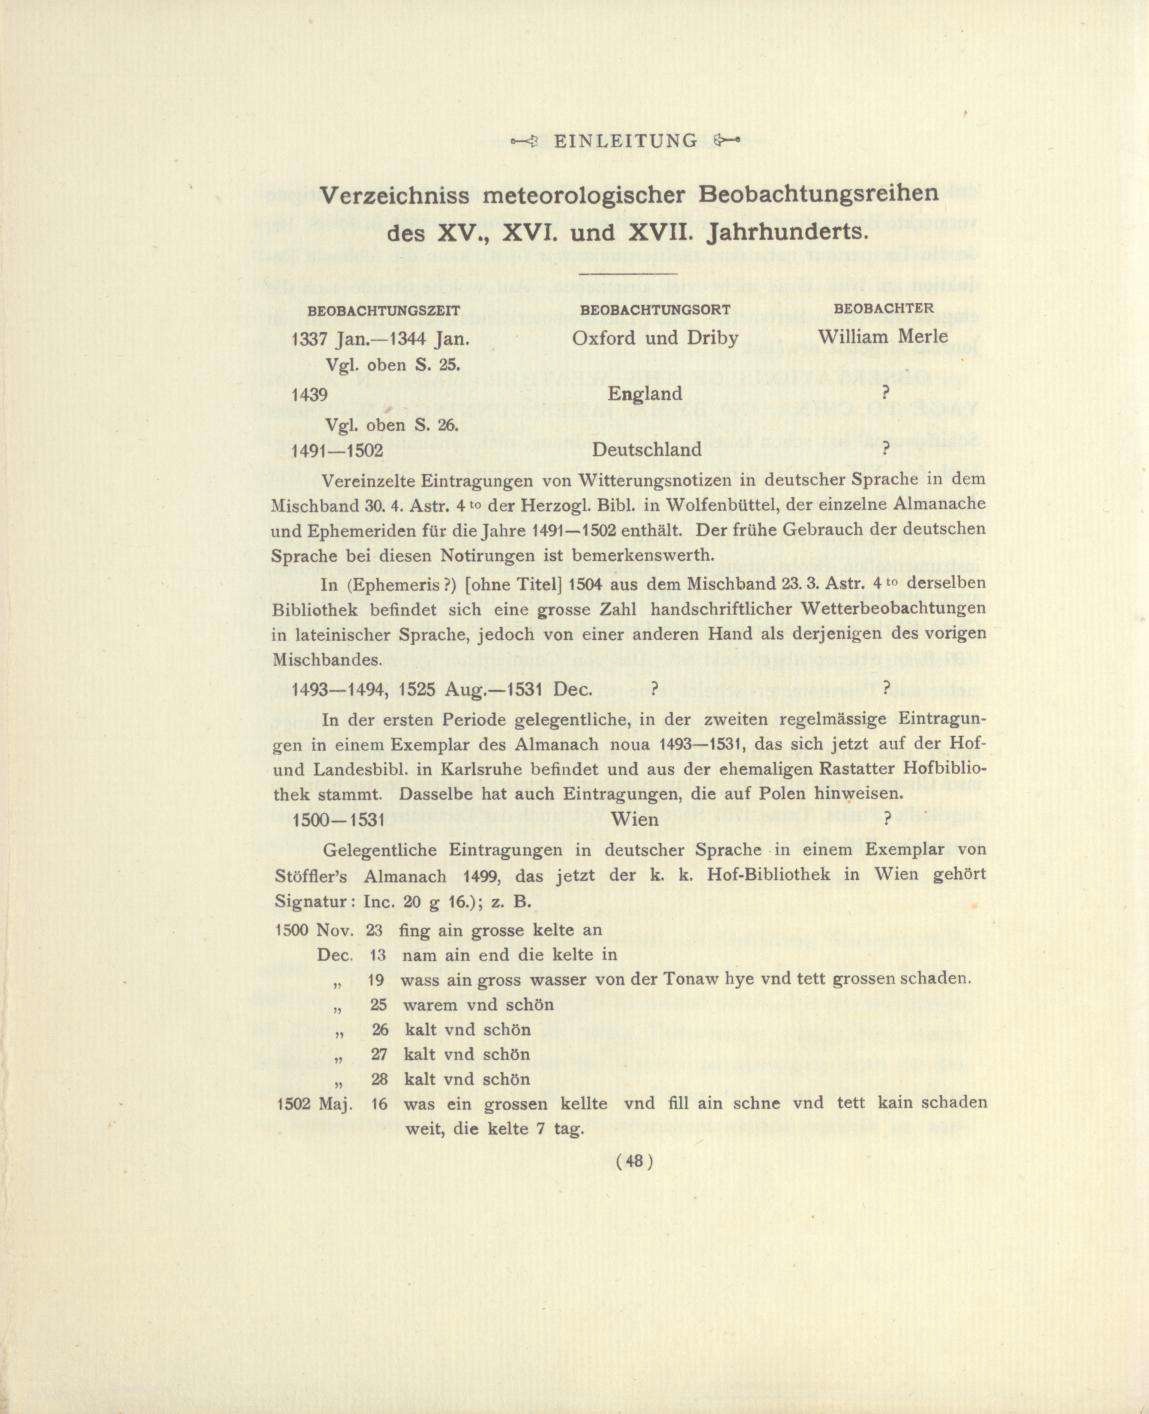 EINLEITUNG
Verzeichniss meteorologischer Beobachtungsreihen
des XV., XVI. und XVII. Jahrhunderts.
BEOBACHTUNGSZEIT BEOBACHTUNGSORT BEOBACHTER
1337 Jan.—1344 Jan. Oxford und Driby William Merle
Vgl. oben S. 25.
1439 England ?
Vgl. oben S. 26.
1491—1502 Deutschland ?
Vereinzelte Eintragungen von Witterungsnotizen in deutscher Sprache in dem
Mischband 30. 4. Astr. 4to der Herzogl. Bibl. in Wolfenbüttel, der einzelne Almanache
und Ephemeriden für die Jahre 1491—1502 enthält. Der frühe Gebrauch der deutschen
Sprache bei diesen Notirungen ist bemerkenswerth.
In (Ephemeris?) [ohne Titel] 1504 aus dem Mischband 23. 3. Astr. 4to derselben
Bibliothek befindet sich eine grosse Zahl handschriftlicher Wetterbeobachtungen
in lateinischer Sprache, jedoch von einer anderen Hand als derjenigen des vorigen
Mischbandes.
1493—1494, 1525 Aug.—1531 Dec. ? ?
In der ersten Periode gelegentliche, in der zweiten regelmässige Eintragun-
gen in einem Exemplar des Almanach noua 1493—1531, das sich jetzt auf der Hof-
und Landesbibl. in Karlsruhe befindet und aus der ehemaligen Rastatter Hofbiblio-
thek stammt. Dasselbe hat auch Eintragungen, die auf Polen hinweisen.
1500—1531 Wien ?
Gelegentliche Eintragungen in deutscher Sprache in einem Exemplar von
Stöffler's Almanach 1499, das jetzt der k. k. Hof-Bibliothek in Wien gehört
Signatur: Inc. 20 g 16.); z. B.
1500 Nov. 23 fing ain grosse kelte an
Dec. 13 nam ain end die kelte in
„ 19 wass ain gross wasser von der Tonaw hye vnd tett grossen schaden.
„ 25 warem vnd schön
„ 26 kalt vnd schön
„ 27 kalt vnd schön
„ 28 kalt vnd schön
1502 Maj. 16 was ein grossen kellte vnd fill ain schne vnd tett kain schaden
weit, die kelte 7 tag.
(48)